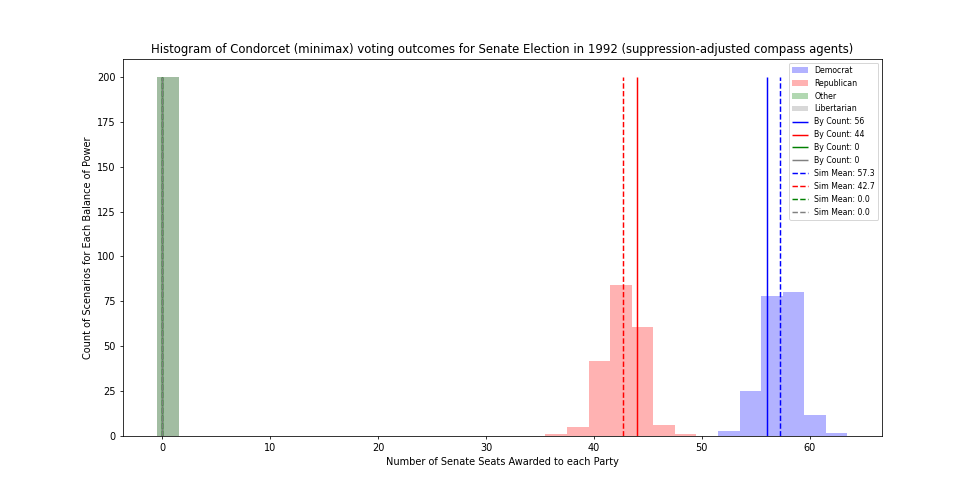 Histogram of Condorcet (minimax) voting outcomes for Senate Election in 1992 (suppression-adjusted compass agents)
Democrat
Republican
Other
Libertarian
By Count: 56
By Count: 44
By Count: 0
By Count: 0
Sim Mean: 57.3
Sim Mean: 42.7
Sim Mean: 0.0
Sim Mean: 0.0
Count of Scenarios for Each Balance of Power
200
175
150
125
100
75
50
25
0
0 10 20 30 40 50 60
Number of Senate Seats Awarded to each Party